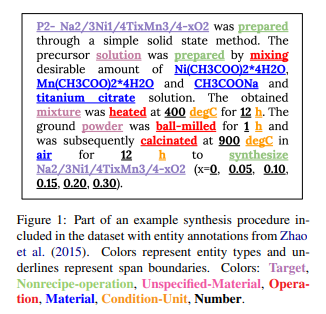 P2- Na2/3Ni1/4TixMn3/4-xO2 was prepared
through a simple solid state method. The
precursor solution was prepared by mixing
desirable amount of Ni(CH3COO)2*4H2O,
Mn(CH3COO)2*4H2O and CH3COONa and
titanium citrate solution. The obtained
mixture was heated at 400 degC for 12 h. The
ground powder was ball-milled for 1 h and
was subsequently calcinated at 900 degC in
air for 12 h to synthesize
Na2/3Ni1/4TixMn3/4-xO2 (x=0, 0.05, 0.10,
0.15, 0.20, 0.30).
Figure 1: Part of an example synthesis procedure in-
cluded in the dataset with entity annotations from Zhao
et al. (2015). Colors represent entity types and un-
derlines represent span boundaries. Colors: Target,
Nonrecipe-operation, Unspecified-Material, Opera-
tion, Material, Condition-Unit, Number.